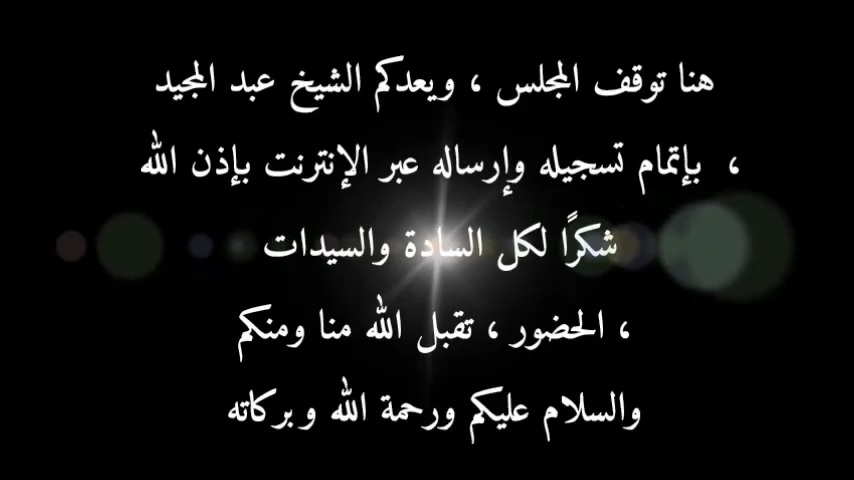 هنا توقف المجلس ، ويعدكم الشيخ عبد المجيد
، بإتمام تسجيله وإرساله عبر الإنترنت بإذن الله
شكرًا لكل السادة والسيدات
، الحضور ، تقبل الله منا ومنكم
والسلام عليكم ورحمة الله وبركاته